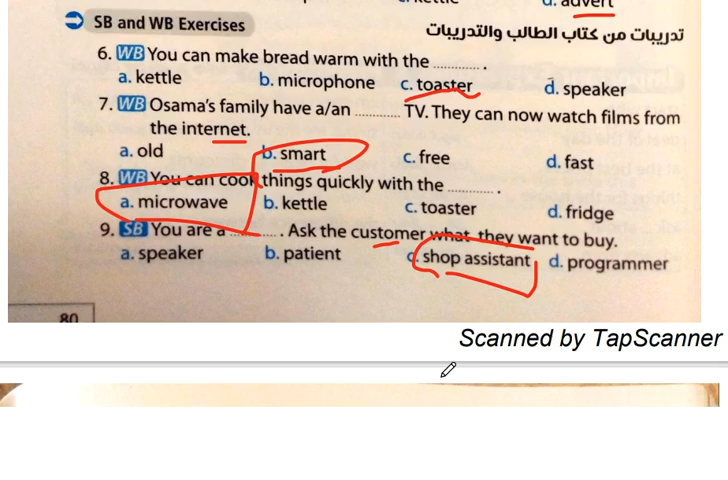 d. advert
SB and WB Exercises
تدريبات من كتاب الطالب والتدريبات
6. WB You can make bread warm with the ............ .
a. kettle b. microphone c. toaster d. speaker
7. WB Osama's family have a/an ............ TV. They can now watch films from
the internet.
a. old b. smart c. free d. fast
8. WB You can cook things quickly with the ............ .
a. microwave b. kettle c. toaster d. fridge
9. SB You are a ............ . Ask the customer what they want to buy.
a. speaker b. patient c. shop assistant d. programmer
80
Scanned by TapScanner